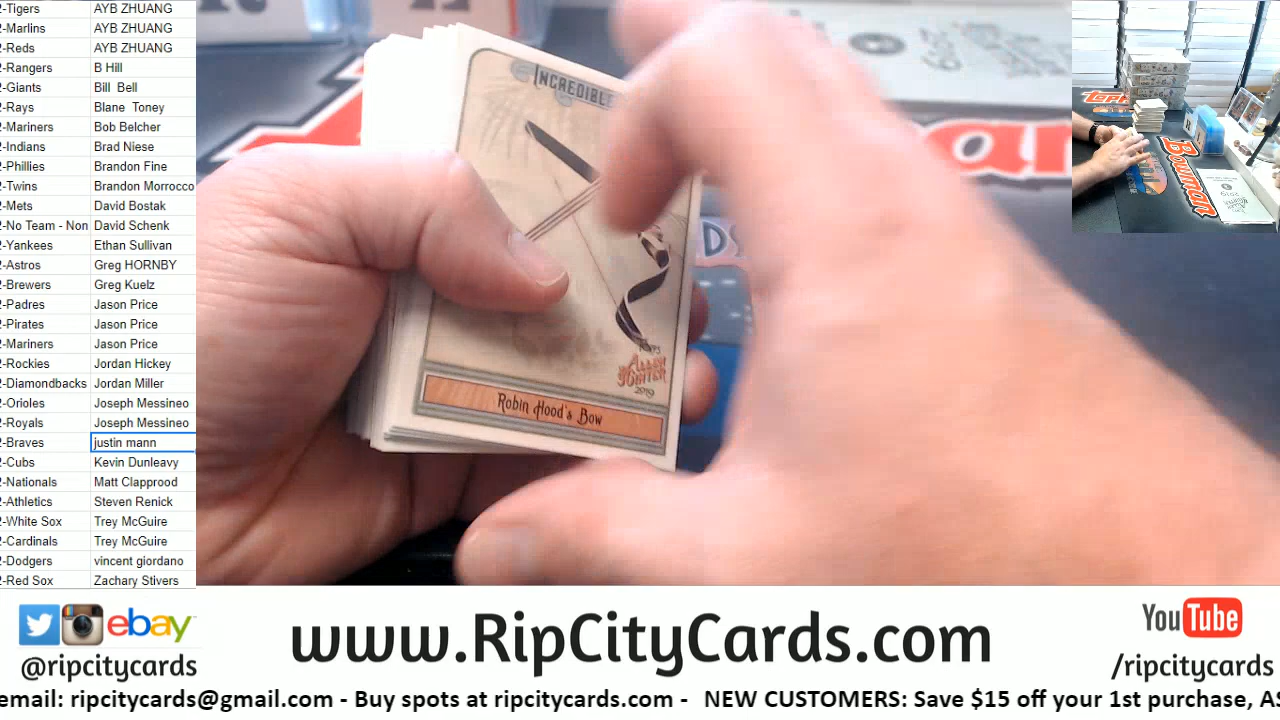 2-Tigers AYB ZHUANG
2-Marlins AYB ZHUANG
2-Reds AYB ZHUANG
2-Rangers B Hill
2-Giants Bill Bell
2-Rays Blane Toney
2-Mariners Bob Belcher
2-Indians Brad Niese
2-Phillies Brandon Fine
2-Twins Brandon Morrocco
2-Mets David Bostak
2-No Team - Non David Schenk
2-Yankees Ethan Sullivan
2-Astros Greg HORNBY
2-Brewers Greg Kuelz
2-Padres Jason Price
2-Pirates Jason Price
2-Mariners Jason Price
2-Rockies Jordan Hickey
2-Diamondbacks Jordan Miller
2-Orioles Joseph Messineo
2-Royals Joseph Messineo
2-Braves justin mann
2-Cubs Kevin Dunleavy
2-Nationals Matt Clapprood
2-Athletics Steven Renick
2-White Sox Trey McGuire
2-Cardinals Trey McGuire
2-Dodgers vincent giordano
2-Red Sox Zachary Stivers
INCREDIBLE
TOPPS
ALLEN & GINTER
2019
Robin Hood's Bow
Topps
Bowman
2019
ebay
@ripcitycards
www.RipCityCards.com
YouTube
/ripcitycards
email: ripcitycards@gmail.com - Buy spots at ripcitycards.com - NEW CUSTOMERS: Save $15 off your 1st purchase, AS